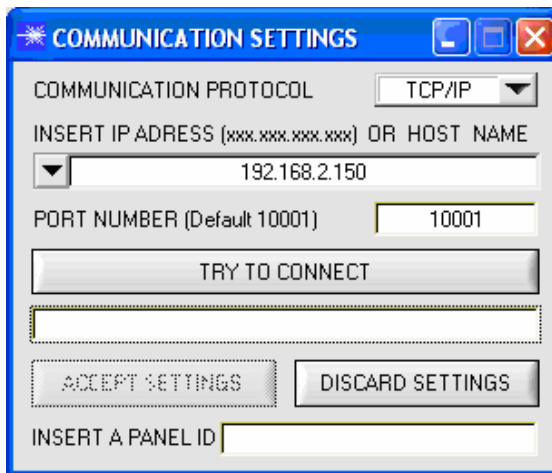 COMMUNICATION SETTINGS
COMMUNICATION PROTOCOL TCP/IP
INSERT IP ADRESS (xxx.xxx.xxx.xxx) OR HOST NAME
192.168.2.150
PORT NUMBER (Default 10001) 10001
TRY TO CONNECT
ACCEPT SETTINGS DISCARD SETTINGS
INSERT A PANEL ID